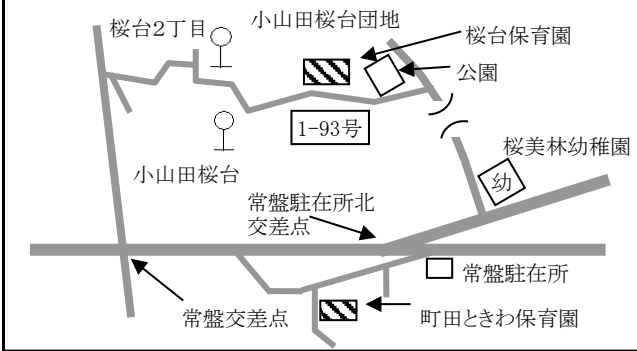 小山田桜台団地
桜台2丁目
桜台保育園
公園
1-93号
桜美林幼稚園
小山田桜台
幼
常盤駐在所北
交差点
常盤駐在所
常盤交差点
町田ときわ保育園